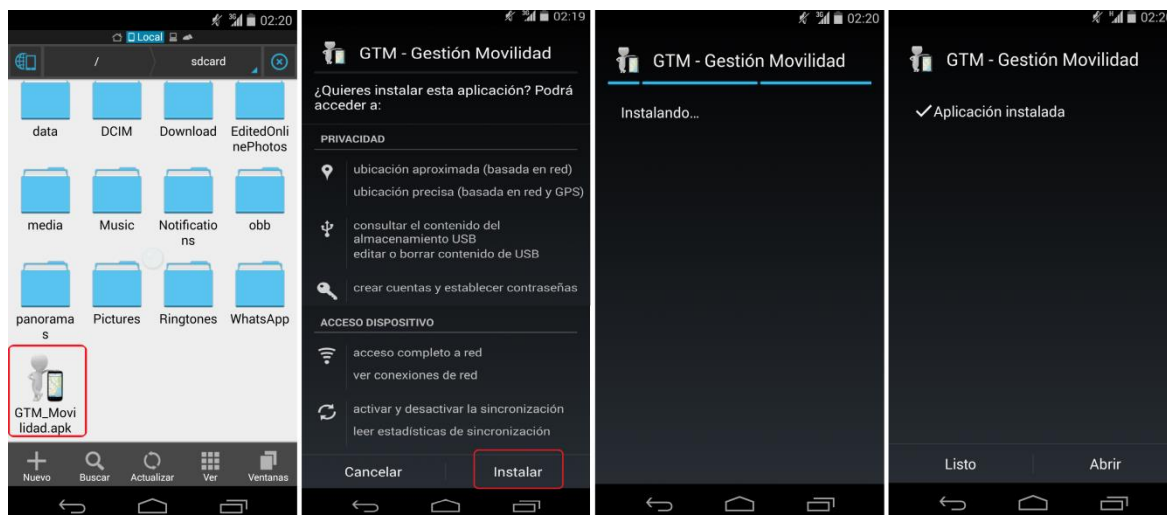 3G 02:20
Local
/ sdcard
data DCIM Download EditedOnli
nePhotos
media Music Notificatio obb
ns
panorama Pictures Ringtones WhatsApp
s
GTM_Movi
lidad.apk
Nuevo Buscar Actualizar Ver Ventanas
3G 02:19
GTM - Gestión Movilidad
¿Quieres instalar esta aplicación? Podrá
acceder a:
PRIVACIDAD
ubicación aproximada (basada en red)
ubicación precisa (basada en red y GPS)
consultar el contenido del
almacenamiento USB
editar o borrar contenido de USB
crear cuentas y establecer contraseñas
ACCESO DISPOSITIVO
acceso completo a red
ver conexiones de red
activar y desactivar la sincronización
leer estadísticas de sincronización
Cancelar Instalar
3G 02:20
GTM - Gestión Movilidad
Instalando...
H 02:2
GTM - Gestión Movilidad
Aplicación instalada
Listo Abrir